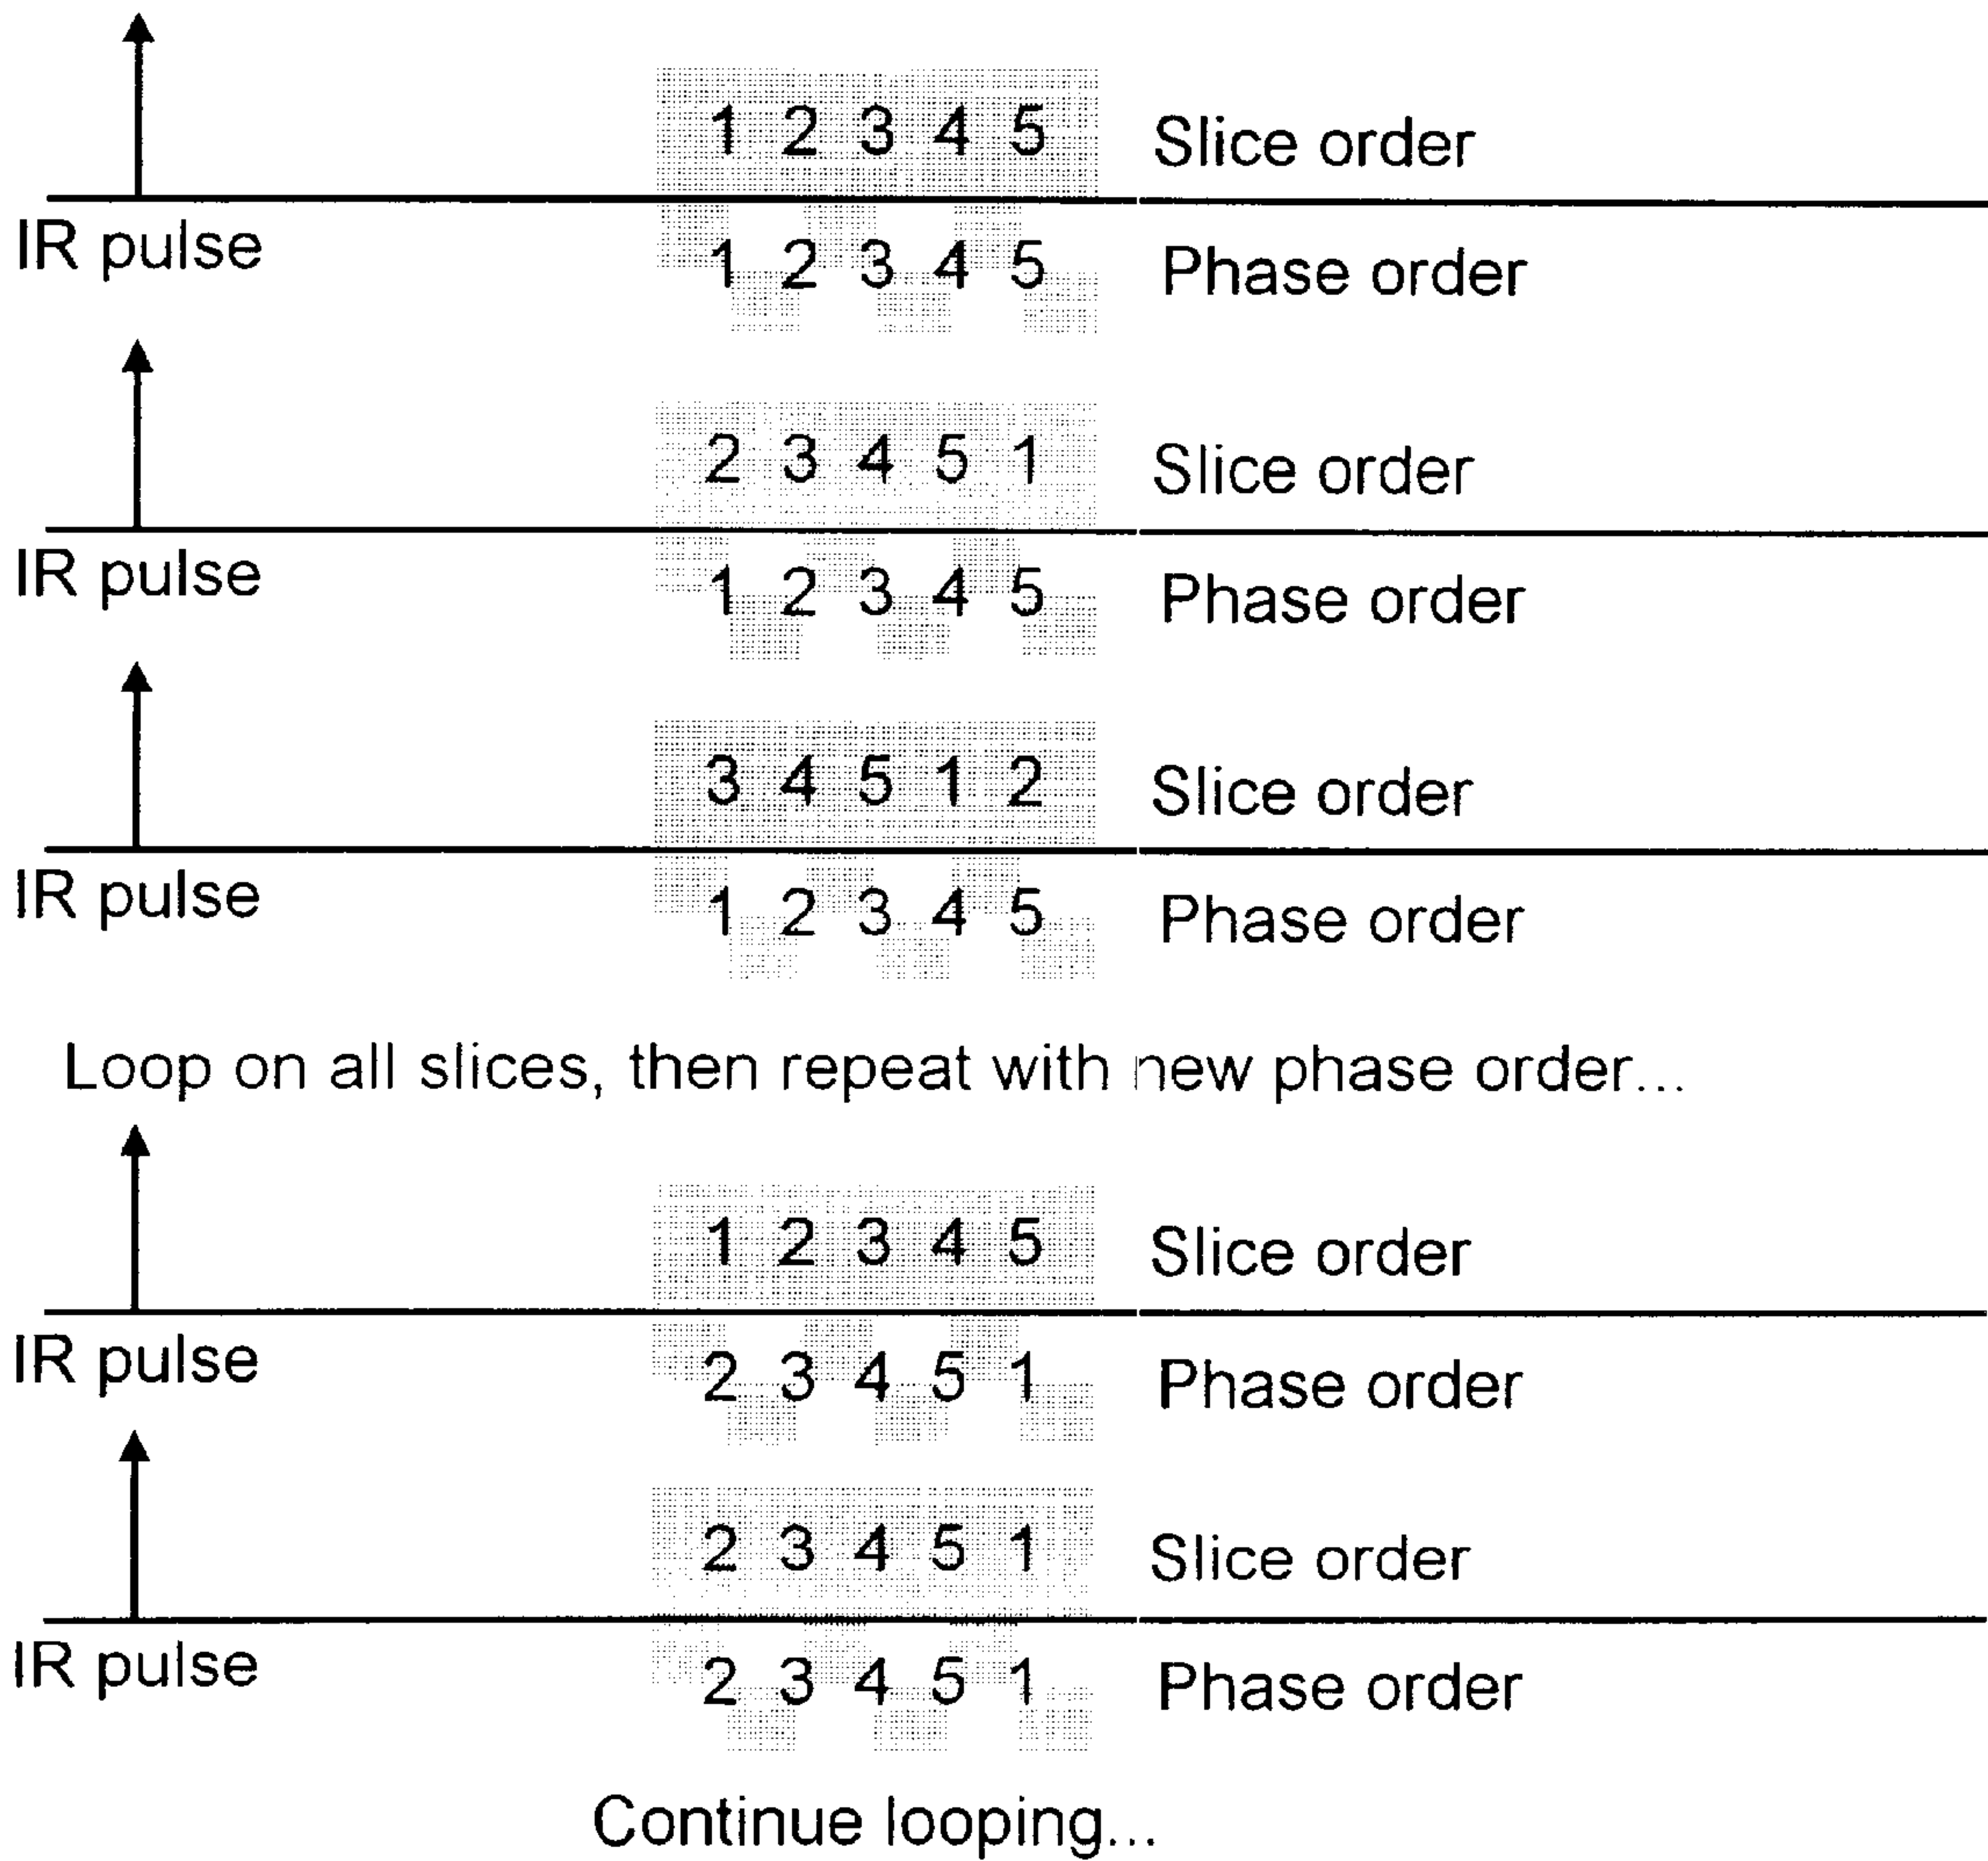 1 2 3 4 5 Slice order
IR pulse
1 2 3 4 5 Phase order
2 3 4 5 1 Slice order
IR pulse
1 2 3 4 5 Phase order
3 4 5 1 2 Slice order
IR pulse
1 2 3 4 5 Phase order
Loop on all slices, then repeat with new phase order...
1 2 3 4 5 Slice order
IR pulse
2 3 4 5 1 Phase order
2 3 4 5 1 Slice order
IR pulse
2 3 4 5 1 Phase order
Continue looping...